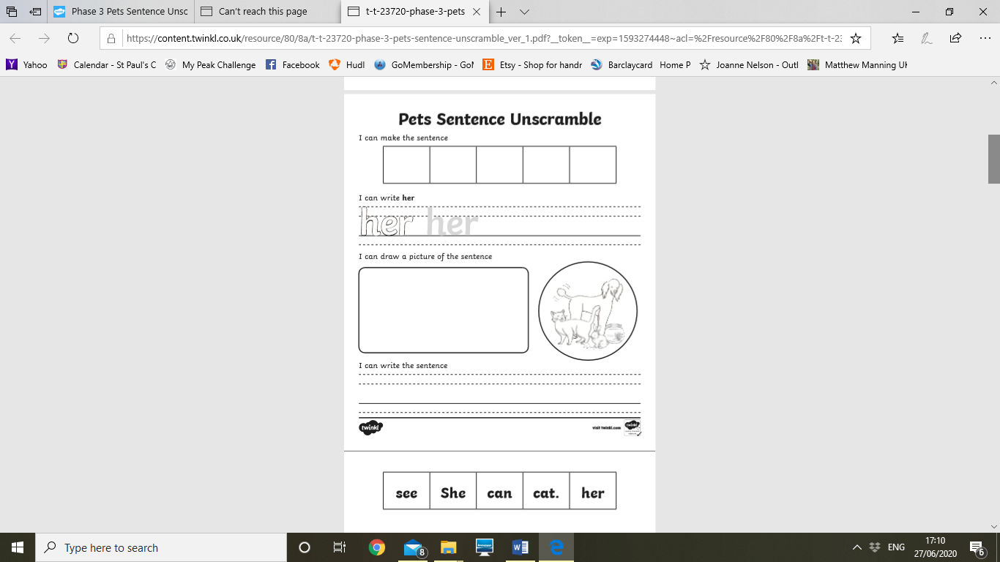 Phase 3 Pets Sentence Unsc
Can't reach this page
t-t-23720-phase-3-pets
https://content.twinkl.co.uk/resource/80/8a/t-t-23720-phase-3-pets-sentence-unscramble_ver_1.pdf?__token__=exp=1593274448~acl=%2Fresource%2F80%2F8a%2Ft-t-23
Yahoo
Calendar - St Paul's C
My Peak Challenge
Facebook
Hudl
GoMembership - Gol
Etsy - Shop for handr
Barclaycard
Home P
Joanne Nelson - Outl
Matthew Manning UK
Pets Sentence Unscramble
I can make the sentence
I can write her
her her
I can draw a picture of the sentence
I can write the sentence
twinkl
visit twinkl.com
twinkl
see She can cat. her
Type here to search
8
ENG
17:10
27/06/2020
6